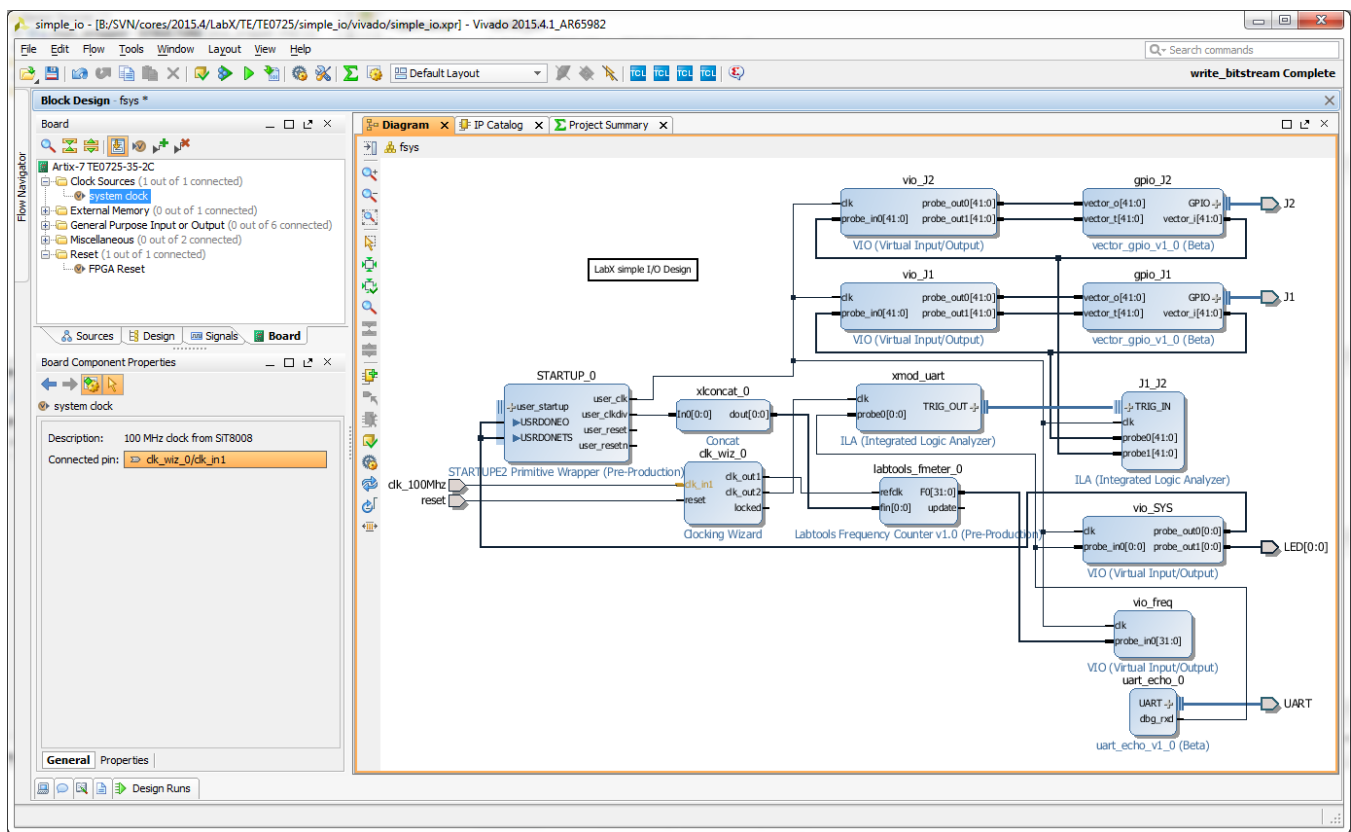 simple_io - [B:/SVN/cores/2015.4/LabX/TE/TE0725/simple_io/vivado/simple_io.xpr] - Vivado 2015.4.1_AR65982
File Edit Flow Tools Window Layout View Help
Search commands
Default Layout
TCL TCL TCL TCL
write_bitstream Complete
Flow Navigator
Block Design - fsys *
Board
Artix-7 TE0725-35-2C
Clock Sources (1 out of 1 connected)
system clock
External Memory (0 out of 1 connected)
General Purpose Input or Output (0 out of 6 connected)
Miscellaneous (0 out of 2 connected)
Reset (1 out of 1 connected)
FPGA Reset
Sources Design Signals Board
Board Component Properties
system clock
Description: 100 MHz clock from SiT8008
Connected pin: clk_wiz_0/clk_in1
General Properties
Design Runs
Diagram IP Catalog Project Summary
fsys
LabX simple I/O Design
vio_J2
clk probe_out0[41:0]
probe_in0[41:0] probe_out1[41:0]
VIO (Virtual Input/Output)
gpio_J2
vector_o[41:0] GPIO
vector_t[41:0] vector_i[41:0]
vector_gpio_v1_0 (Beta)
J2
vio_J1
clk probe_out0[41:0]
probe_in0[41:0] probe_out1[41:0]
VIO (Virtual Input/Output)
gpio_J1
vector_o[41:0] GPIO
vector_t[41:0] vector_i[41:0]
vector_gpio_v1_0 (Beta)
J1
STARTUP_0
user_startup user_clk
USRDONEO user_clkdiv
USRDONETS user_reset
user_resetn
STARTUPE2 Primitive Wrapper (Pre-Production)
xlconcat_0
In0[0:0] dout[0:0]
Concat
xmod_uart
clk
probe0[0:0] TRIG_OUT
ILA (Integrated Logic Analyzer)
J1_J2
TRIG_IN
clk
probe0[41:0]
probe1[41:0]
ILA (Integrated Logic Analyzer)
clk_100Mhz
reset
clk_wiz_0
clk_in1 clk_out1
clk_out2
reset locked
Clocking Wizard
labtools_fmeter_0
refclk F0[31:0]
fin[0:0] update
Labtools Frequency Counter v1.0 (Pre-Production)
vio_SYS
clk probe_out0[0:0]
probe_in0[0:0] probe_out1[0:0]
VIO (Virtual Input/Output)
LED[0:0]
vio_freq
clk
probe_in0[31:0]
VIO (Virtual Input/Output)
uart_echo_0
UART
dbg_rxd
uart_echo_v1_0 (Beta)
UART